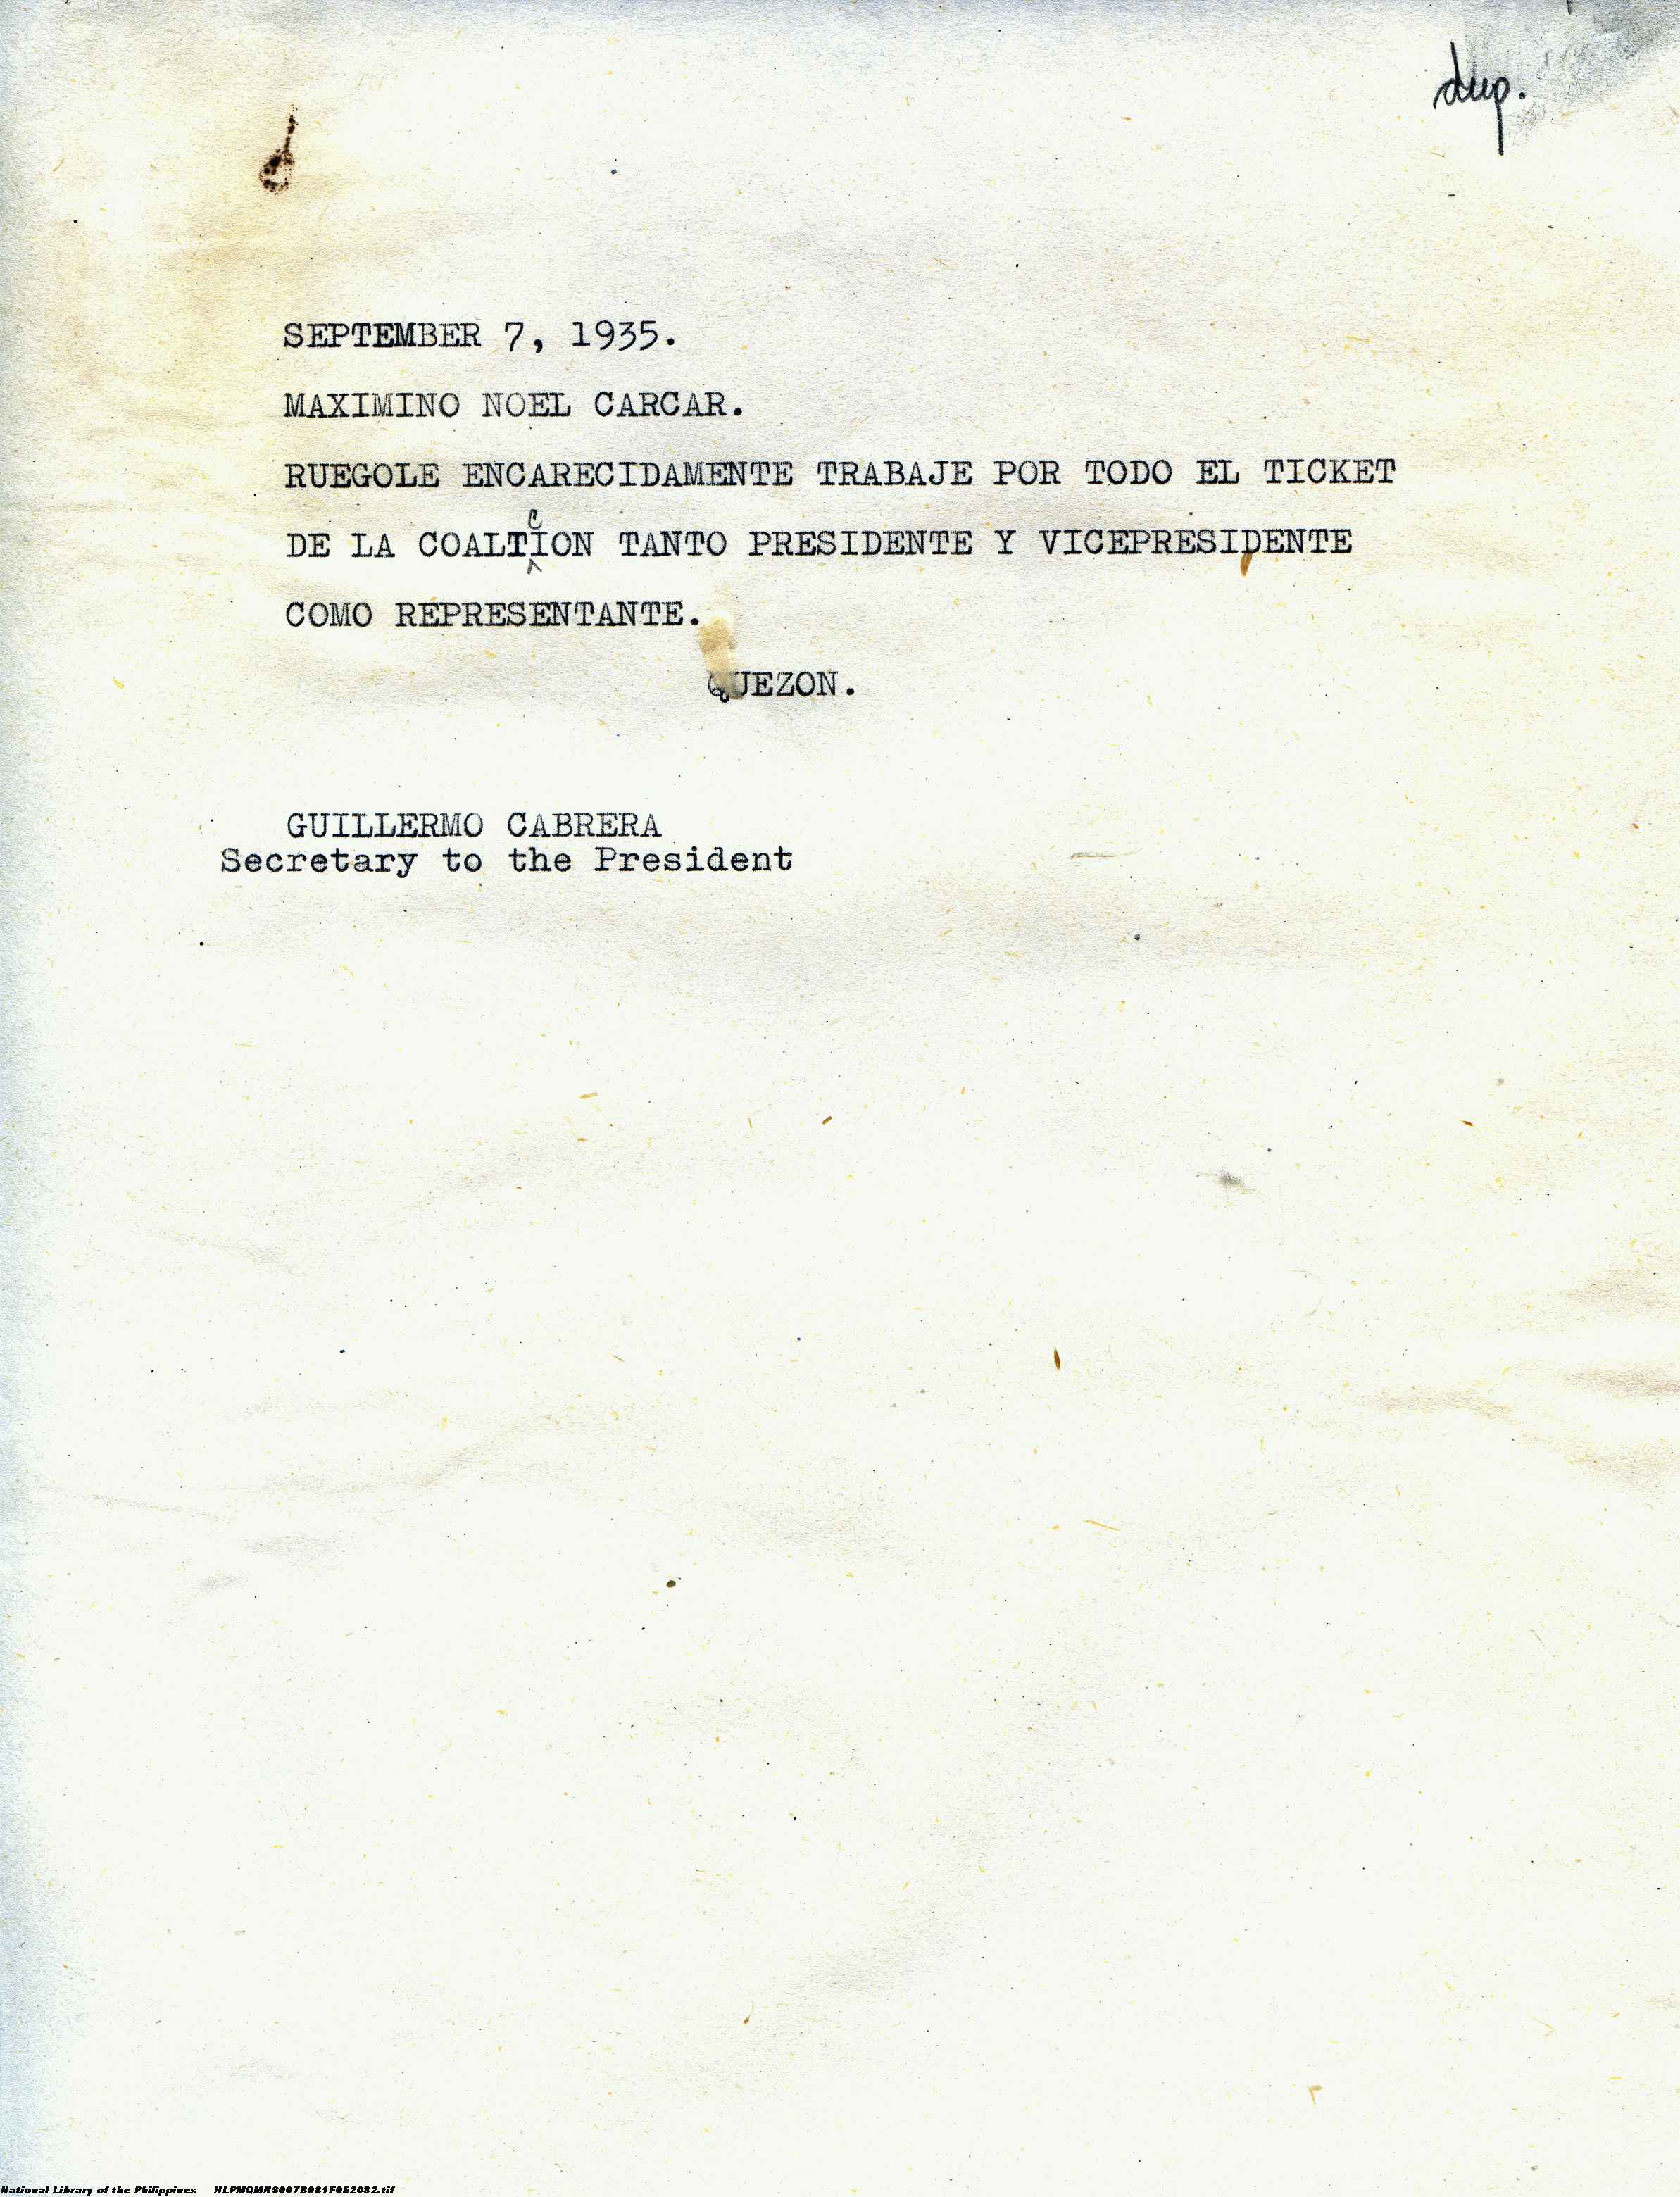 dup.
SEPTEMBER 7, 1935.
MAXIMINO NOEL CARCAR.
RUEGOLE ENCARECIDAMENTE TRABAJE POR TODO EL TICKET
DE LA COALICION TANTO PRESIDENTE Y VICEPRESIDENTE
COMO REPRESENTANTE.
QUEZON.
GUILLERMO CABRERA
Secretary to the President
National Library of the Philippines NLPMQMNS007B081F052032.tif